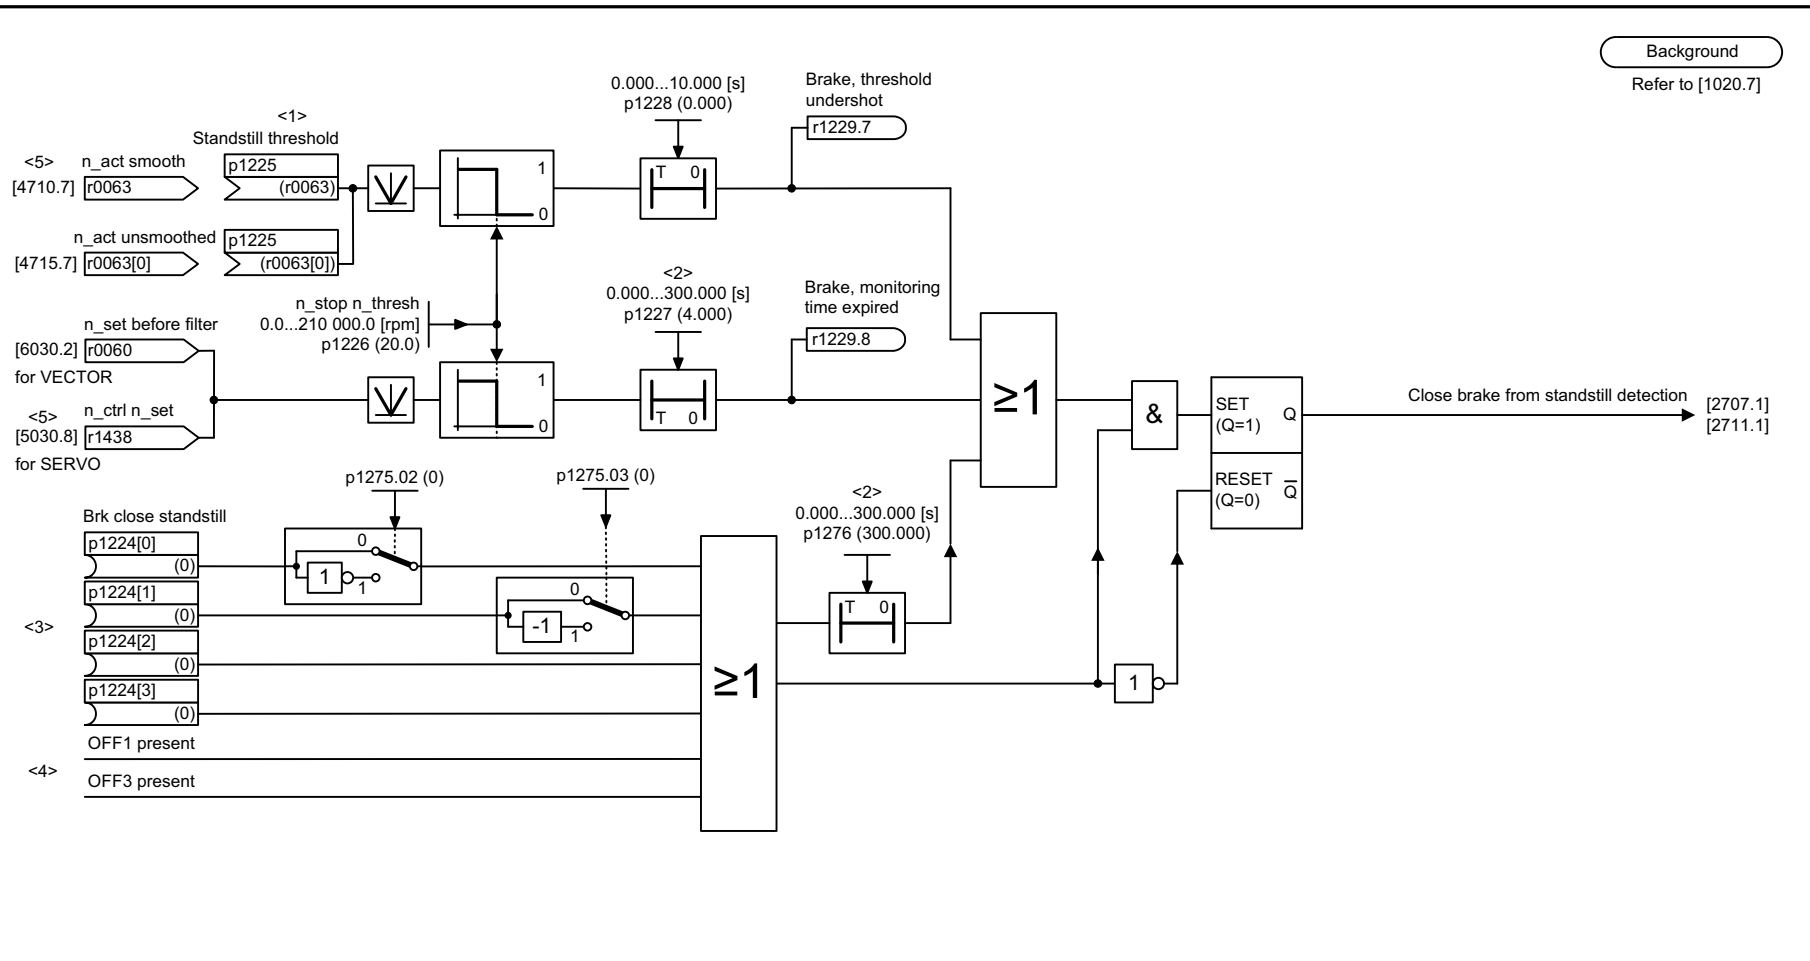 Background
Refer to [1020.7]
0.000...10.000 [s]
p1228 (0.000)
Brake, threshold
undershot
r1229.7
<1>
Standstill threshold
<5>
n_act smooth
[4710.7]
r0063
p1225
(r0063)
1
0
T 0
n_act unsmoothed
[4715.7]
r0063[0]
p1225
(r0063[0])
<2>
0.000...300.000 [s]
p1227 (4.000)
Brake, monitoring
time expired
r1229.8
n_stop n_thresh
0.0...210 000.0 [rpm]
p1226 (20.0)
n_set before filter
[6030.2]
r0060
for VECTOR
<5>
n_ctrl n_set
[5030.8]
r1438
for SERVO
1
0
T 0
≥1
&
SET
(Q=1)
Q
RESET
(Q=0)
Q̅
Close brake from standstill detection
[2707.1]
[2711.1]
p1275.02 (0)
p1275.03 (0)
<2>
0.000...300.000 [s]
p1276 (300.000)
T 0
Brk close standstill
p1224[0]
(0)
0
1
1
p1224[1]
(0)
0
-1
1
<3>
p1224[2]
(0)
p1224[3]
(0)
≥1
1
OFF1 present
<4>
OFF3 present